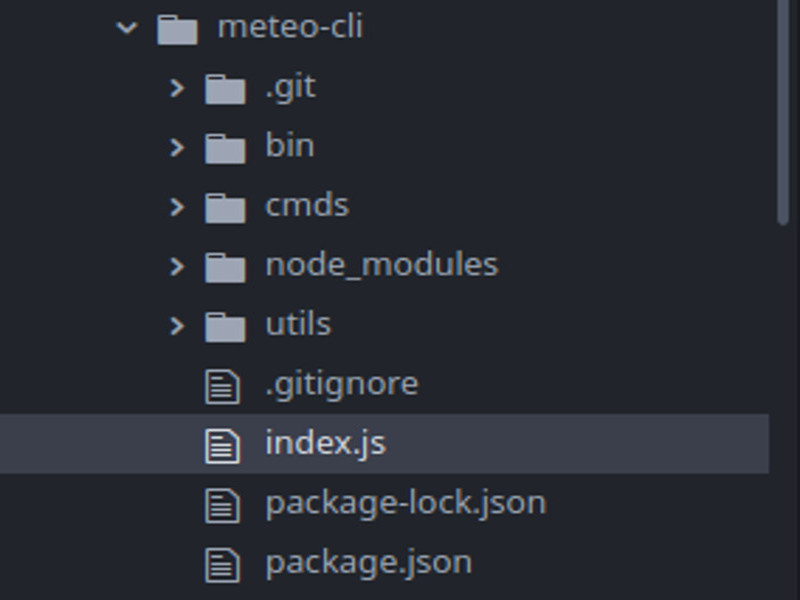 meteo-cli
.git
bin
cmds
node_modules
utils
.gitignore
index.js
package-lock.json
package.json